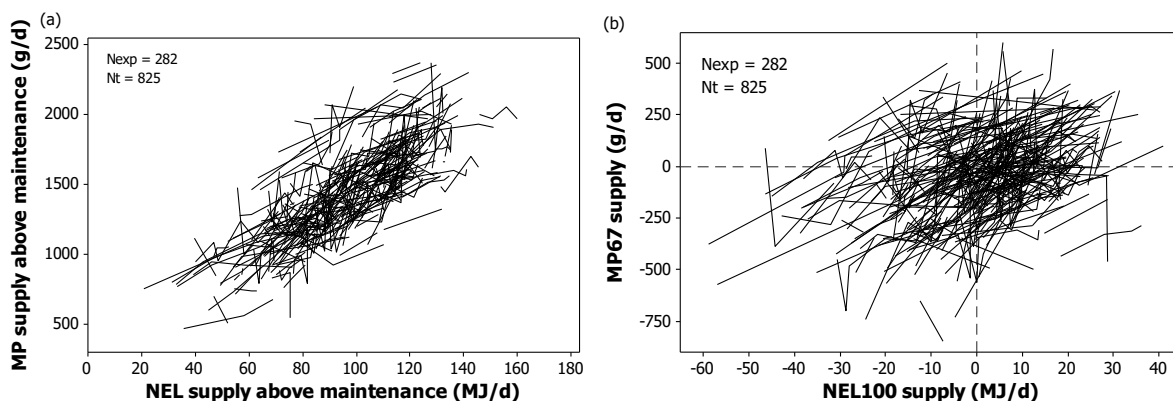 (a)
Nexp = 282
Nt = 825
MP supply above maintenance (g/d)
2500
2000
1500
1000
500
0 20 40 60 80 100 120 140 160 180
NEL supply above maintenance (MJ/d)
(b)
Nexp = 282
Nt = 825
MP67 supply (g/d)
500
250
0
-250
-500
-750
-60 -50 -40 -30 -20 -10 0 10 20 30 40
NEL100 supply (MJ/d)